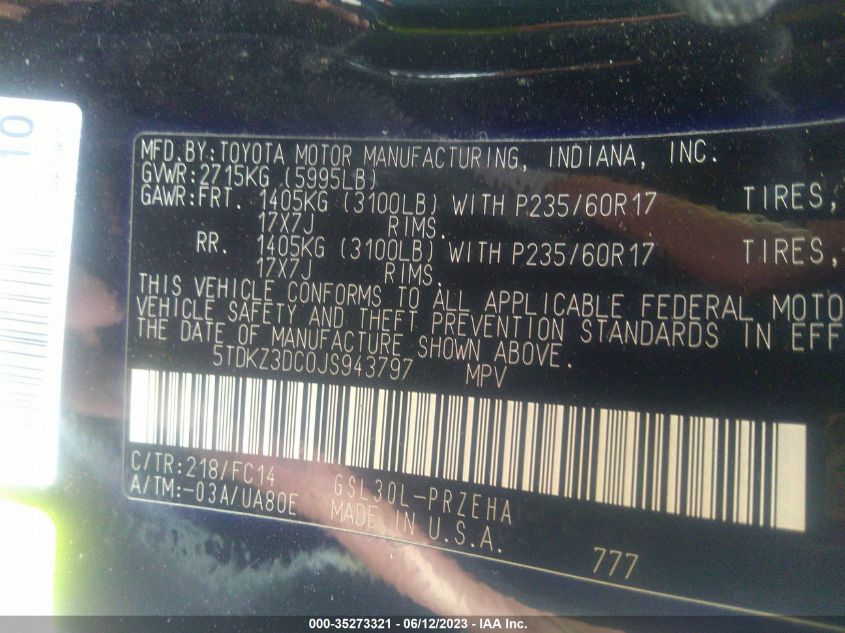 10
MFD.BY:TOYOTA MOTOR MANUFACTURING, INDIANA, INC.
GVWR:2715KG (5995LB)
GAWR:FRT. 1405KG (3100LB) WITH P235/60R17 TIRES,
17X7J RIMS.
RR. 1405KG (3100LB) WITH P235/60R17 TIRES,
17X7J RIMS.
THIS VEHICLE CONFORMS TO ALL APPLICABLE FEDERAL MOTO
VEHICLE SAFETY AND THEFT PREVENTION STANDARDS IN EFF
THE DATE OF MANUFACTURE SHOWN ABOVE.
5TDKZ3DC0JS943797 MPV
C/TR:218/FC14 GSL30L-PRZEHA
A/TM:-03A/UA80E MADE IN U.S.A.
777
000-35273321 - 06/12/2023 - IAA Inc.